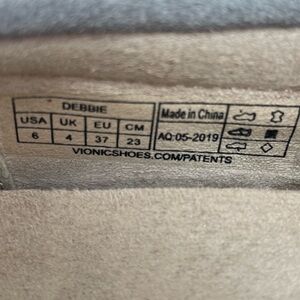 DEBBIE
USA UK EU CM
6 4 37 23
Made in China
AQ:05-2019
VIONICSHOES.COM/PATENTS